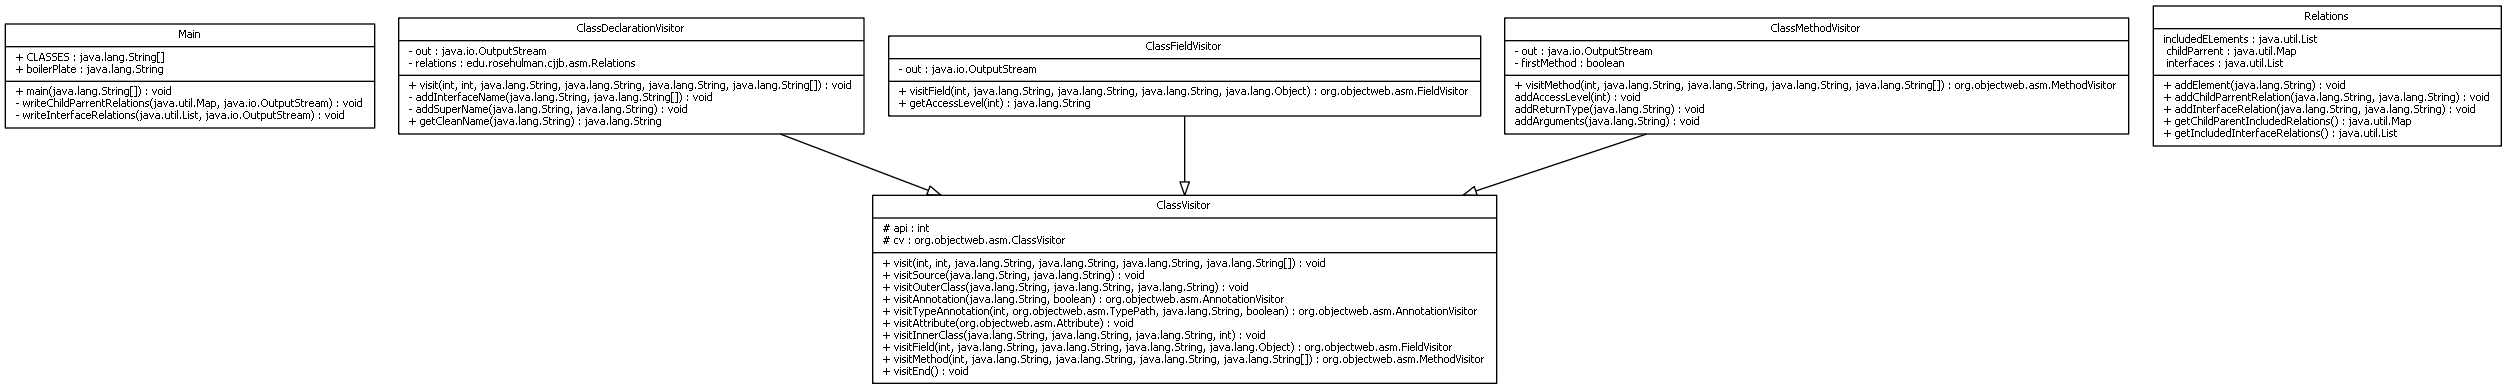 Main
+ CLASSES : java.lang.String[]
+ boilerPlate : java.lang.String
+ main(java.lang.String[]) : void
- writeChildParentRelations(java.util.Map, java.io.OutputStream) : void
- writeInterfaceRelations(java.util.List, java.io.OutputStream) : void
ClassDeclarationVisitor
- out : java.io.OutputStream
- relations : edu.rosehulman.cjjb.asm.Relations
+ visit(int, int, java.lang.String, java.lang.String, java.lang.String, java.lang.String[]) : void
- addInterfaceName(java.lang.String, java.lang.String[]) : void
- addSuperName(java.lang.String, java.lang.String) : void
+ getCleanName(java.lang.String) : java.lang.String
ClassFieldVisitor
- out : java.io.OutputStream
+ visitField(int, java.lang.String, java.lang.String, java.lang.String, java.lang.Object) : org.objectweb.asm.FieldVisitor
+ getAccessLevel(int) : java.lang.String
ClassMethodVisitor
- out : java.io.OutputStream
- firstMethod : boolean
+ visitMethod(int, java.lang.String, java.lang.String, java.lang.String, java.lang.String[]) : org.objectweb.asm.MethodVisitor
addAccessLevel(int) : void
addReturnType(java.lang.String) : void
addArguments(java.lang.String) : void
Relations
includedELements : java.util.List
childParrent : java.util.Map
interfaces : java.util.List
+ addElement(java.lang.String) : void
+ addChildParrentRelation(java.lang.String, java.lang.String) : void
+ addInterfaceRelation(java.lang.String, java.lang.String) : void
+ getChildParentIncludedRelations() : java.util.Map
+ getIncludedInterfaceRelations() : java.util.List
ClassVisitor
# api : int
# cv : org.objectweb.asm.ClassVisitor
+ visit(int, int, java.lang.String, java.lang.String, java.lang.String, java.lang.String[]) : void
+ visitSource(java.lang.String, java.lang.String) : void
+ visitOuterClass(java.lang.String, java.lang.String, java.lang.String) : void
+ visitAnnotation(java.lang.String, boolean) : org.objectweb.asm.AnnotationVisitor
+ visitTypeAnnotation(int, org.objectweb.asm.TypePath, java.lang.String, boolean) : org.objectweb.asm.AnnotationVisitor
+ visitAttribute(org.objectweb.asm.Attribute) : void
+ visitInnerClass(java.lang.String, java.lang.String, java.lang.String, int) : void
+ visitField(int, java.lang.String, java.lang.String, java.lang.String, java.lang.Object) : org.objectweb.asm.FieldVisitor
+ visitMethod(int, java.lang.String, java.lang.String, java.lang.String, java.lang.String[]) : org.objectweb.asm.MethodVisitor
+ visitEnd() : void